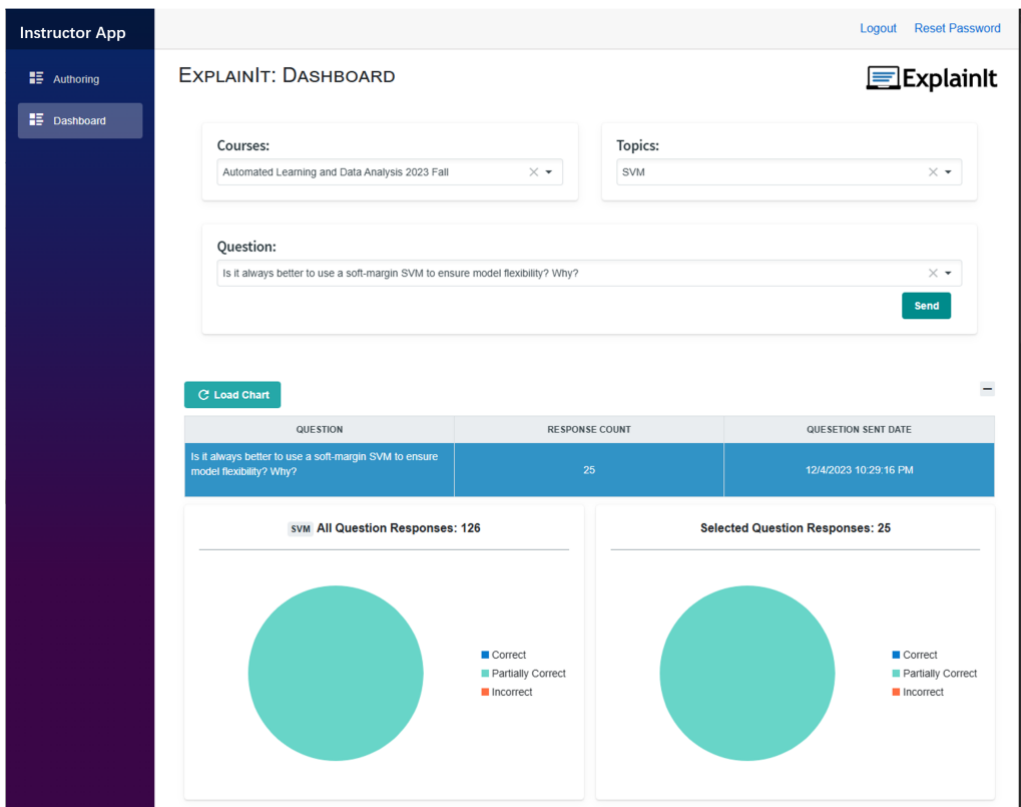 Instructor App
Logout Reset Password
Authoring
Dashboard
EXPLAINIT: DASHBOARD
ExplainIt
Courses:
Automated Learning and Data Analysis 2023 Fall
Topics:
SVM
Question:
Is it always better to use a soft-margin SVM to ensure model flexibility? Why?
Send
Load Chart
QUESTION RESPONSE COUNT QUESETION SENT DATE
Is it always better to use a soft-margin SVM to ensure
model flexibility? Why?
25
12/4/2023 10:29:16 PM
SVM All Question Responses: 126
Correct
Partially Correct
Incorrect
Selected Question Responses: 25
Correct
Partially Correct
Incorrect